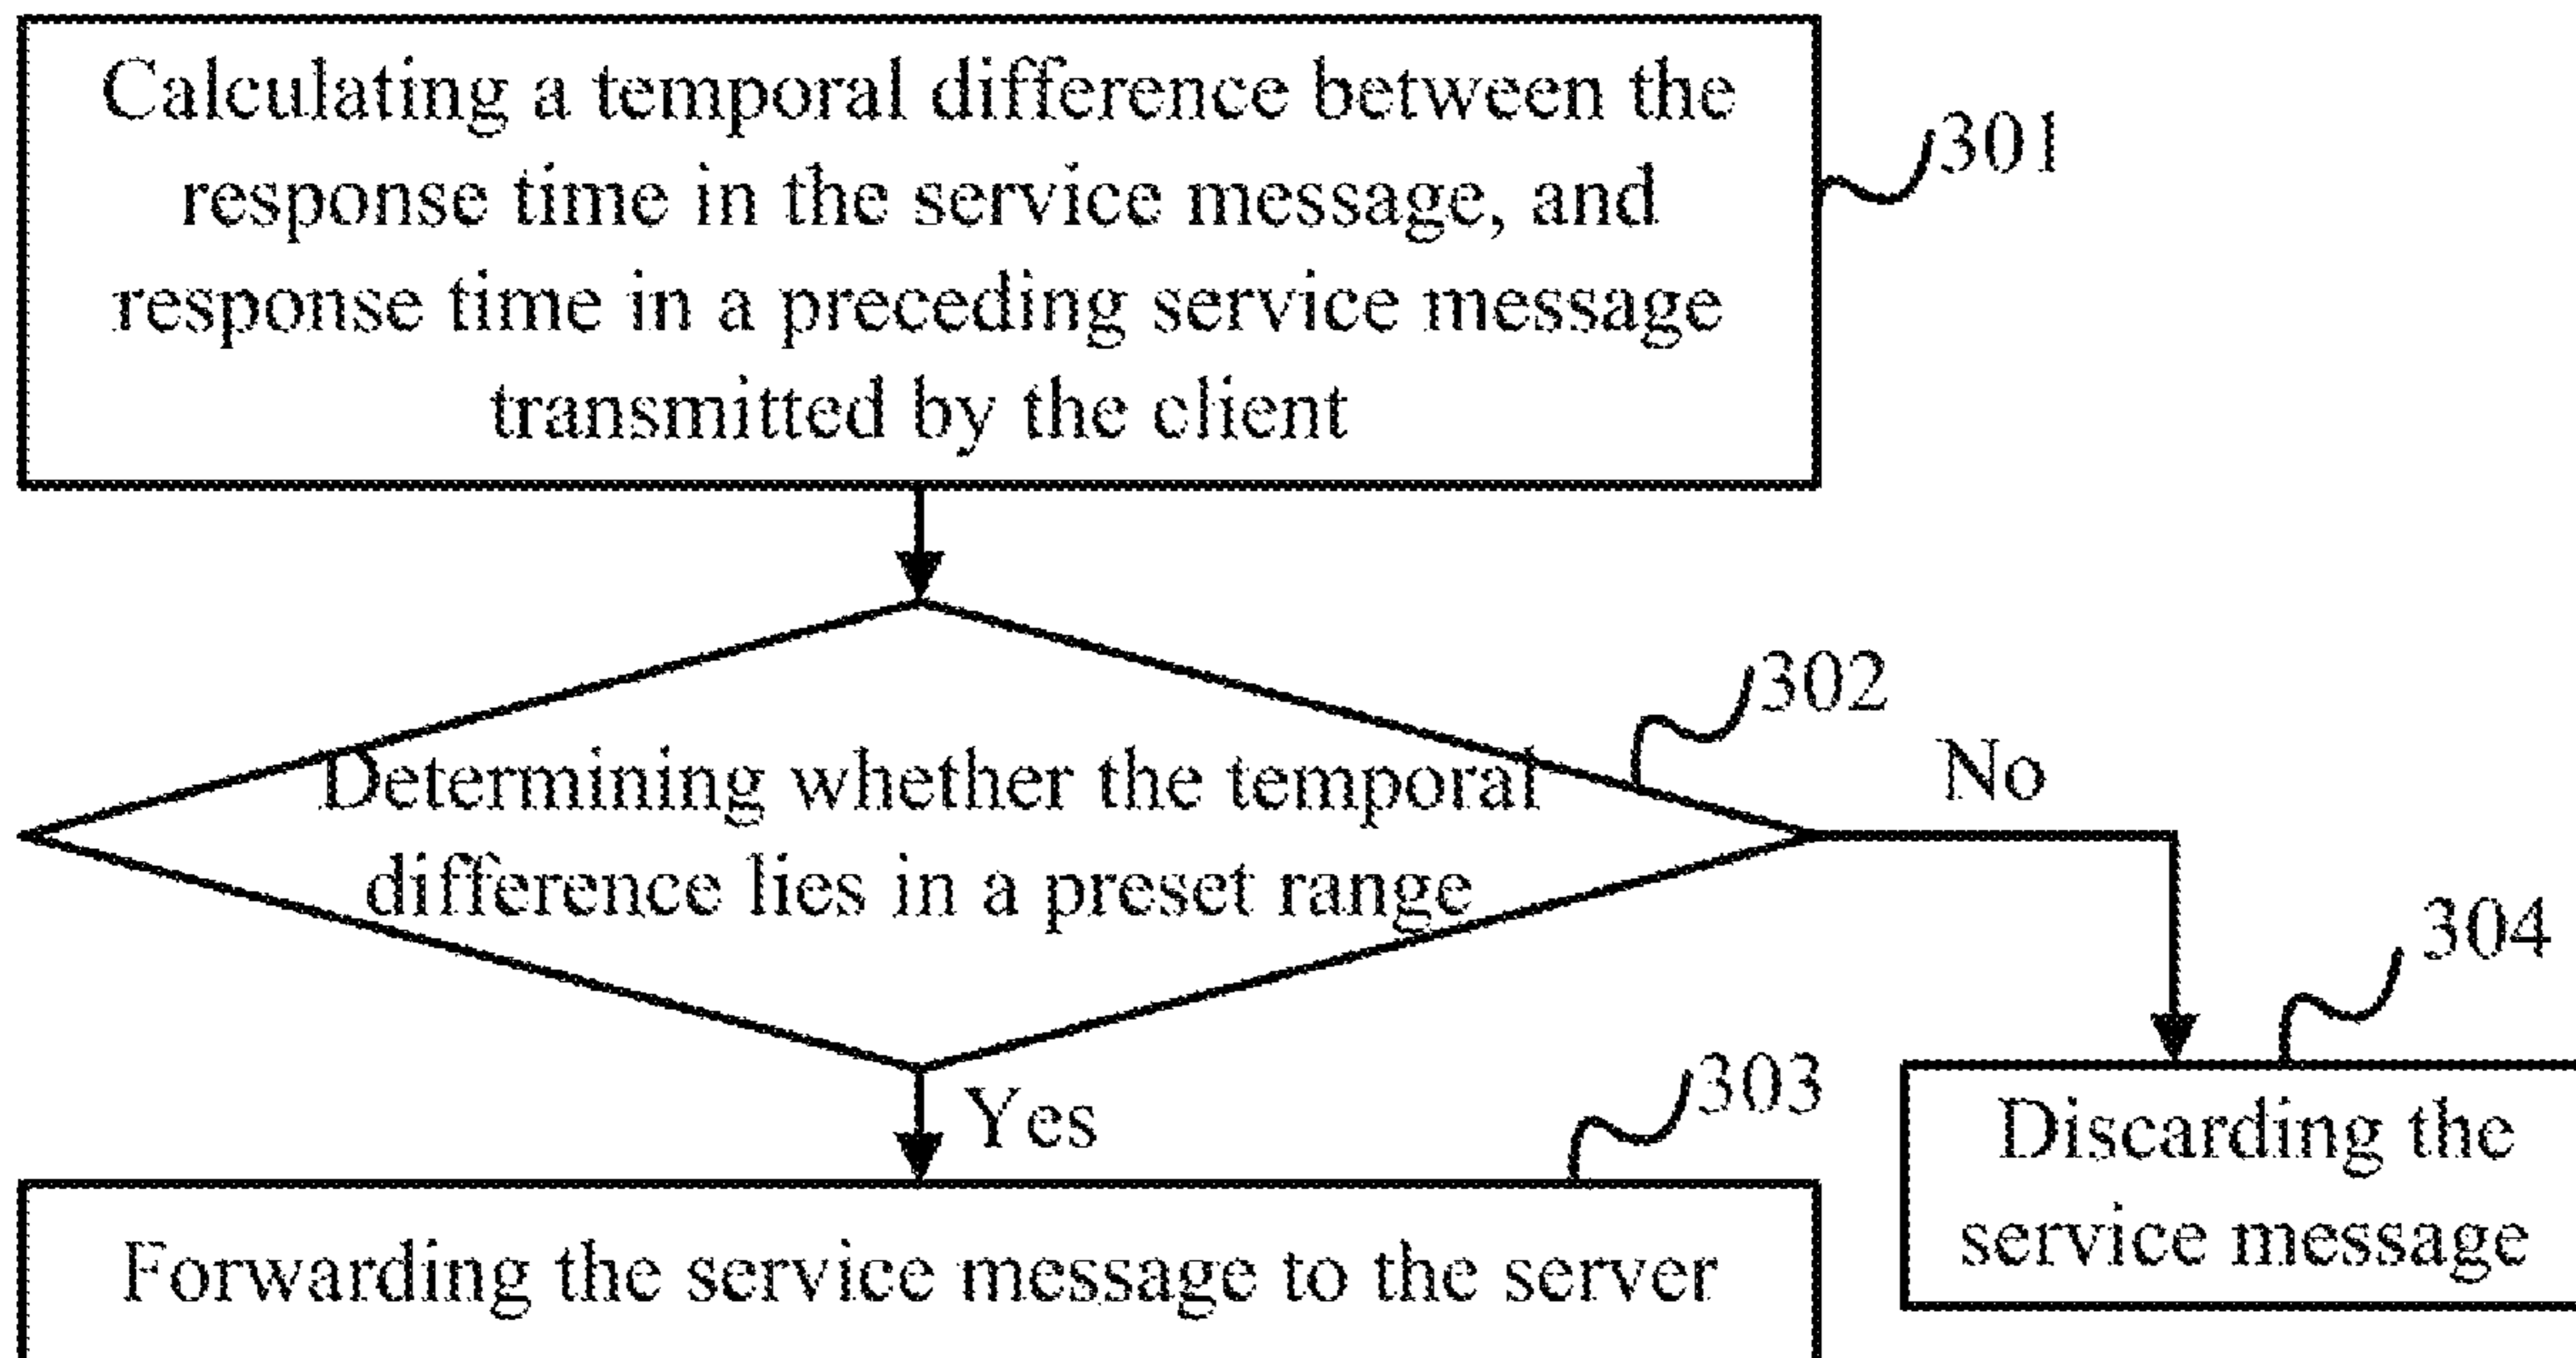 Calculating a temporal difference between the
response time in the service message, and
response time in a preceding service message
transmitted by the client
301
302
Determining whether the temporal
difference lies in a preset range
No
304
303
Yes
Discarding the
service message
Forwarding the service message to the server